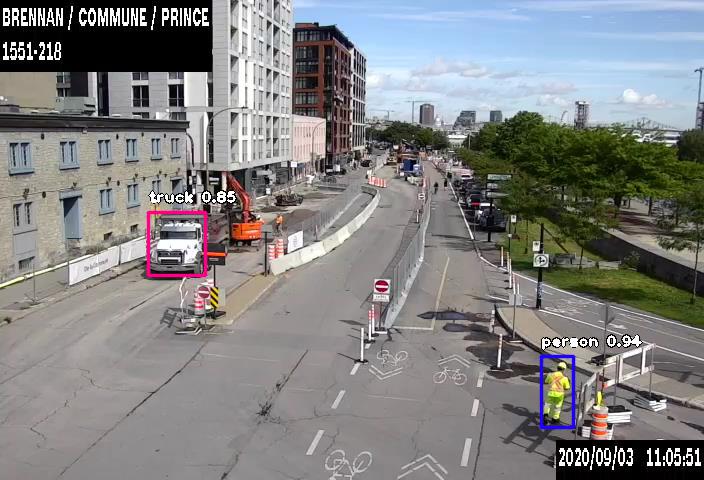 BRENNAN / COMMUNE / PRINCE
1551-218
truck 0.85
person 0.94
2020/09/03 11:05:51